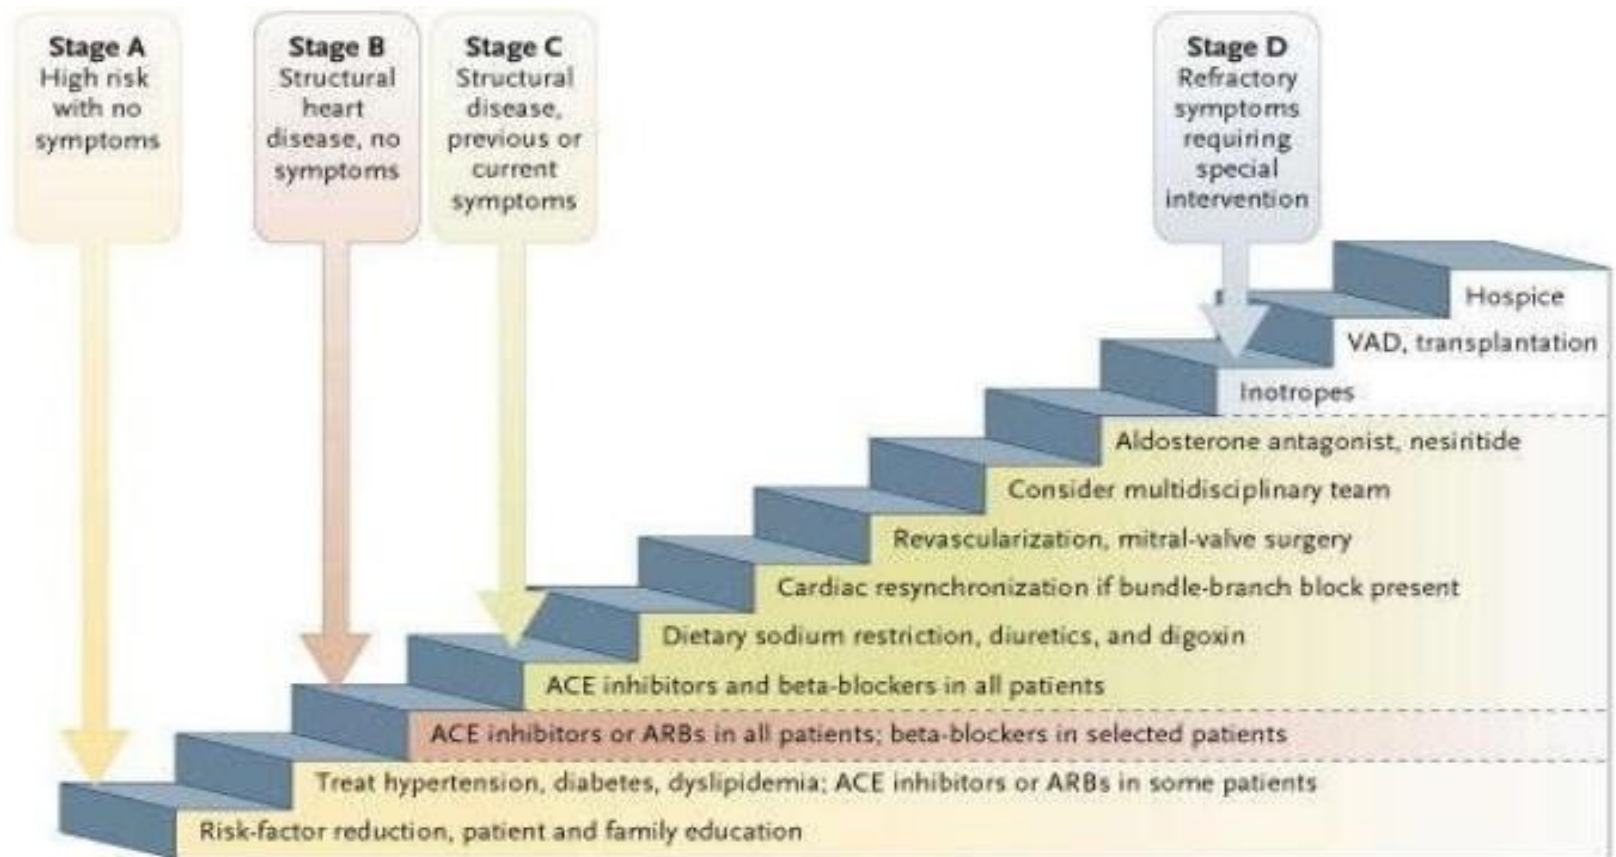 Stage A
High risk
with no
symptoms
Stage B
Structural
heart
disease, no
symptoms
Stage C
Structural
disease,
previous or
current
symptoms
Stage D
Refractory
symptoms
requiring
special
intervention
Hospice
VAD, transplantation
Inotropes
Aldosterone antagonist, nesiritide
Consider multidisciplinary team
Revascularization, mitral-valve surgery
Cardiac resynchronization if bundle-branch block present
Dietary sodium restriction, diuretics, and digoxin
ACE inhibitors and beta-blockers in all patients
ACE inhibitors or ARBs in all patients; beta-blockers in selected patients
Treat hypertension, diabetes, dyslipidemia; ACE inhibitors or ARBs in some patients
Risk-factor reduction, patient and family education